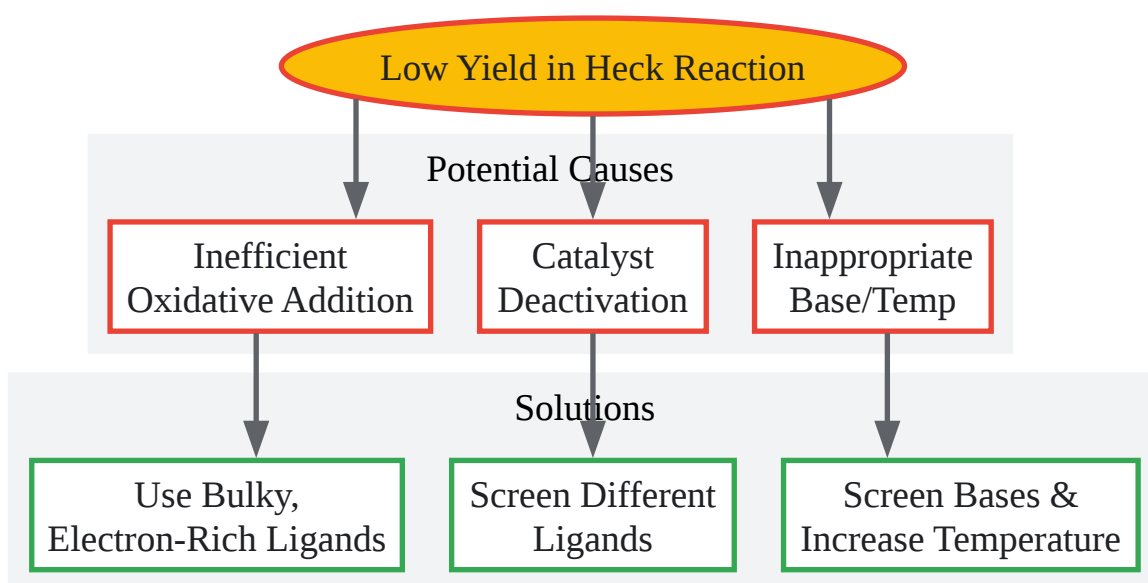 Low Yield in Heck Reaction
Potential Causes
Inefficient
Oxidative Addition
Catalyst
Deactivation
Inappropriate
Base/Temp
Solutions
Use Bulky,
Electron-Rich Ligands
Screen Different
Ligands
Screen Bases &
Increase Temperature